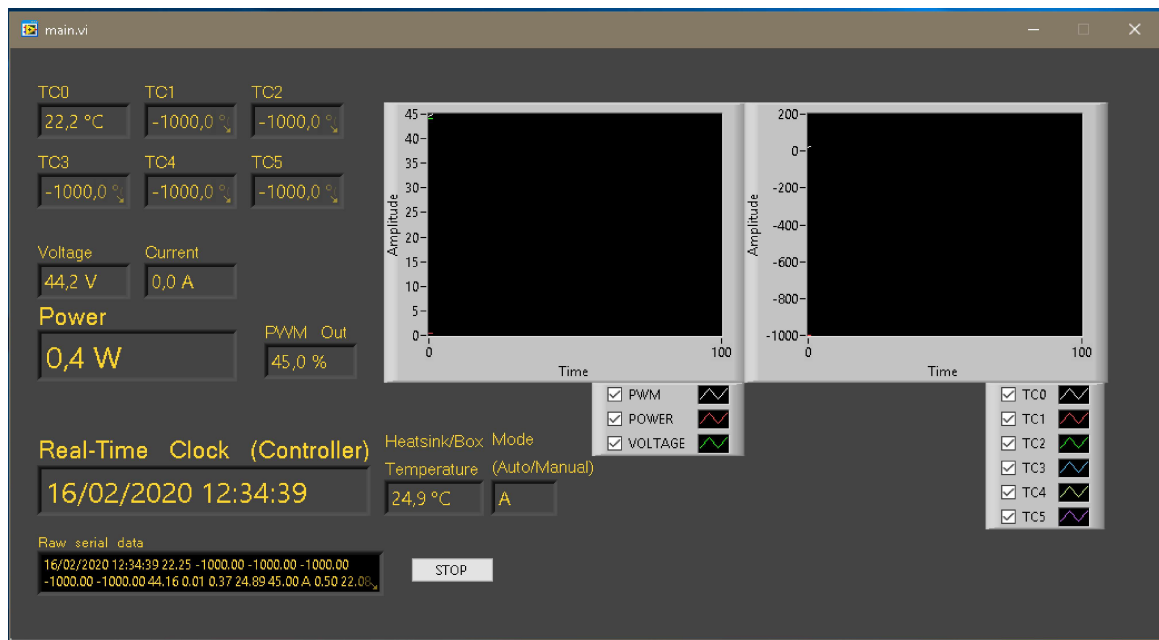 main.vi
TC0 TC1 TC2
22,2 °C -1000,0 ° -1000,0 °
TC3 TC4 TC5
-1000,0 ° -1000,0 ° -1000,0 °
Voltage Current
44,2 V 0,0 A
Power
0,4 W
PWM Out
45,0 %
45
40
35
30
25
20
15
10
5
0
Amplitude
0 100
Time
PWM
POWER
VOLTAGE
200
0
-200
-400
-600
-800
-1000
Amplitude
0 100
Time
TC0
TC1
TC2
TC3
TC4
TC5
Real-Time Clock (Controller)
16/02/2020 12:34:39
Heatsink/Box
Temperature
24,9 °C
Mode
(Auto/Manual)
A
Raw serial data
16/02/2020 12:34:39 22.25 -1000.00 -1000.00 -1000.00
-1000.00 -1000.00 44.16 0.01 0.37 24.89 45.00 A 0.50 22.08
STOP